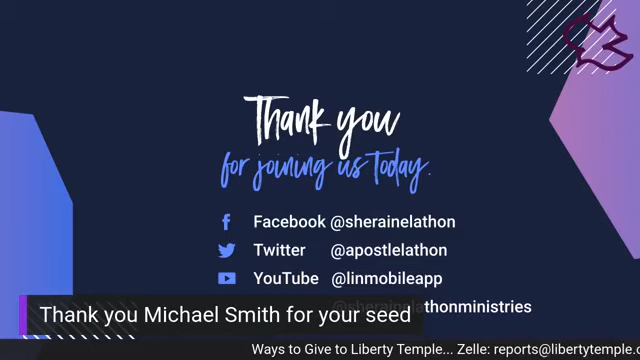 Thank you
for joining us today.
Facebook @sherainelathon
Twitter @apostlelathon
YouTube @linmobileapp
@sherainelathonministries
Thank you Michael Smith for your seed
Ways to Give to Liberty Temple... Zelle: reports@libertytemple.